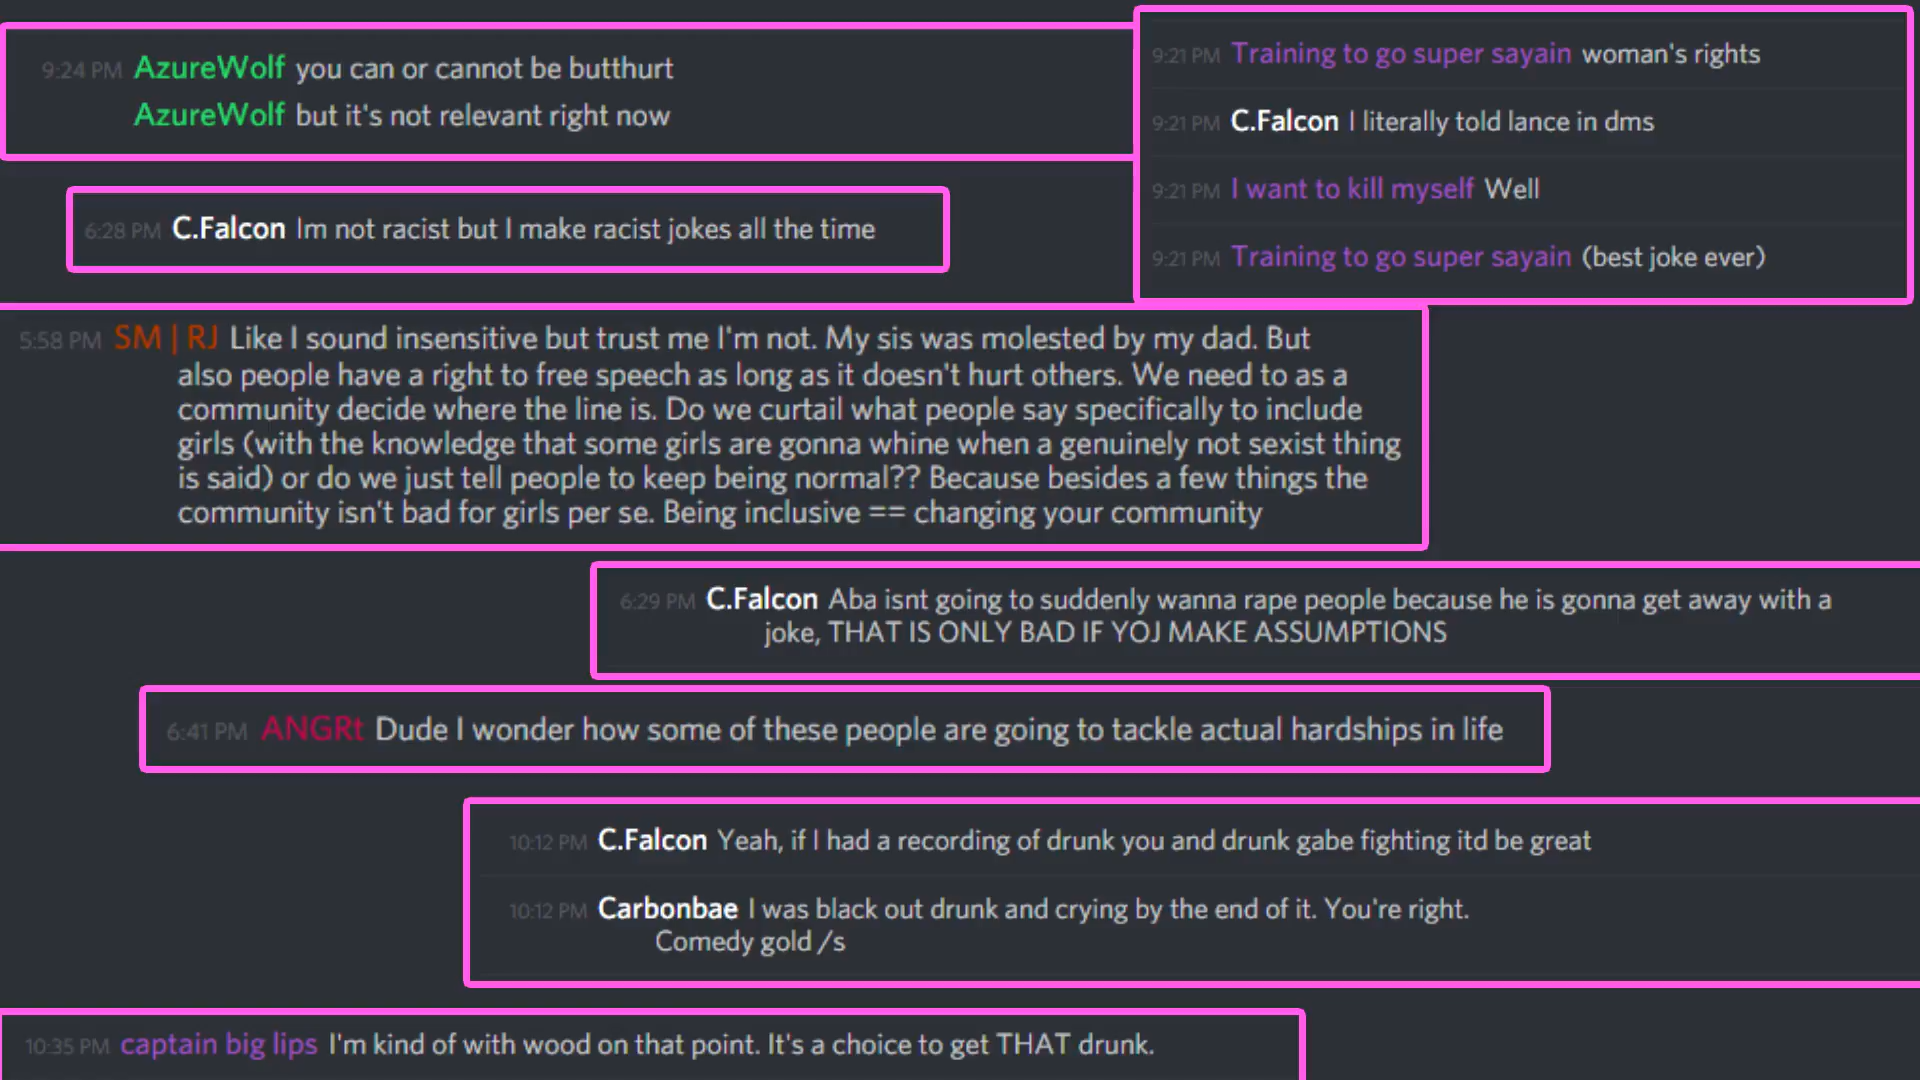 9:24 PM AzureWolf you can or cannot be butthurt
AzureWolf but it's not relevant right now
9:21 PM Training to go super sayain woman's rights
9:21 PM C.Falcon I literally told lance in dms
9:21 PM I want to kill myself Well
9:21 PM Training to go super sayain (best joke ever)
6:28 PM C.Falcon Im not racist but I make racist jokes all the time
5:58 PM SM | RJ Like I sound insensitive but trust me I'm not. My sis was molested by my dad. But
also people have a right to free speech as long as it doesn't hurt others. We need to as a
community decide where the line is. Do we curtail what people say specifically to include
girls (with the knowledge that some girls are gonna whine when a genuinely not sexist thing
is said) or do we just tell people to keep being normal?? Because besides a few things the
community isn't bad for girls per se. Being inclusive == changing your community
6:29 PM C.Falcon Aba isnt going to suddenly wanna rape people because he is gonna get away with a
joke, THAT IS ONLY BAD IF YOJ MAKE ASSUMPTIONS
6:41 PM ANGRt Dude I wonder how some of these people are going to tackle actual hardships in life
10:12 PM C.Falcon Yeah, if I had a recording of drunk you and drunk gabe fighting itd be great
10:12 PM Carbonbae I was black out drunk and crying by the end of it. You're right.
Comedy gold /s
10:35 PM captain big lips I'm kind of with wood on that point. It's a choice to get THAT drunk.